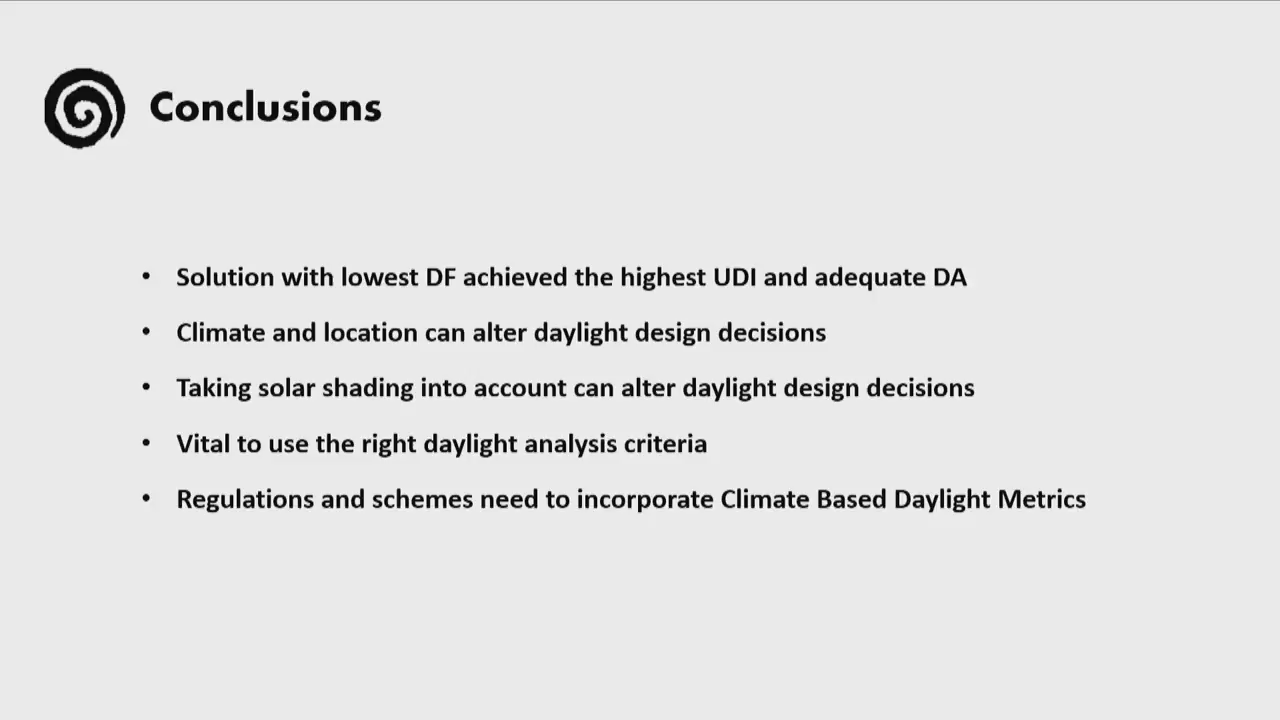 Conclusions
• Solution with lowest DF achieved the highest UDI and adequate DA
• Climate and location can alter daylight design decisions
• Taking solar shading into account can alter daylight design decisions
• Vital to use the right daylight analysis criteria
• Regulations and schemes need to incorporate Climate Based Daylight Metrics